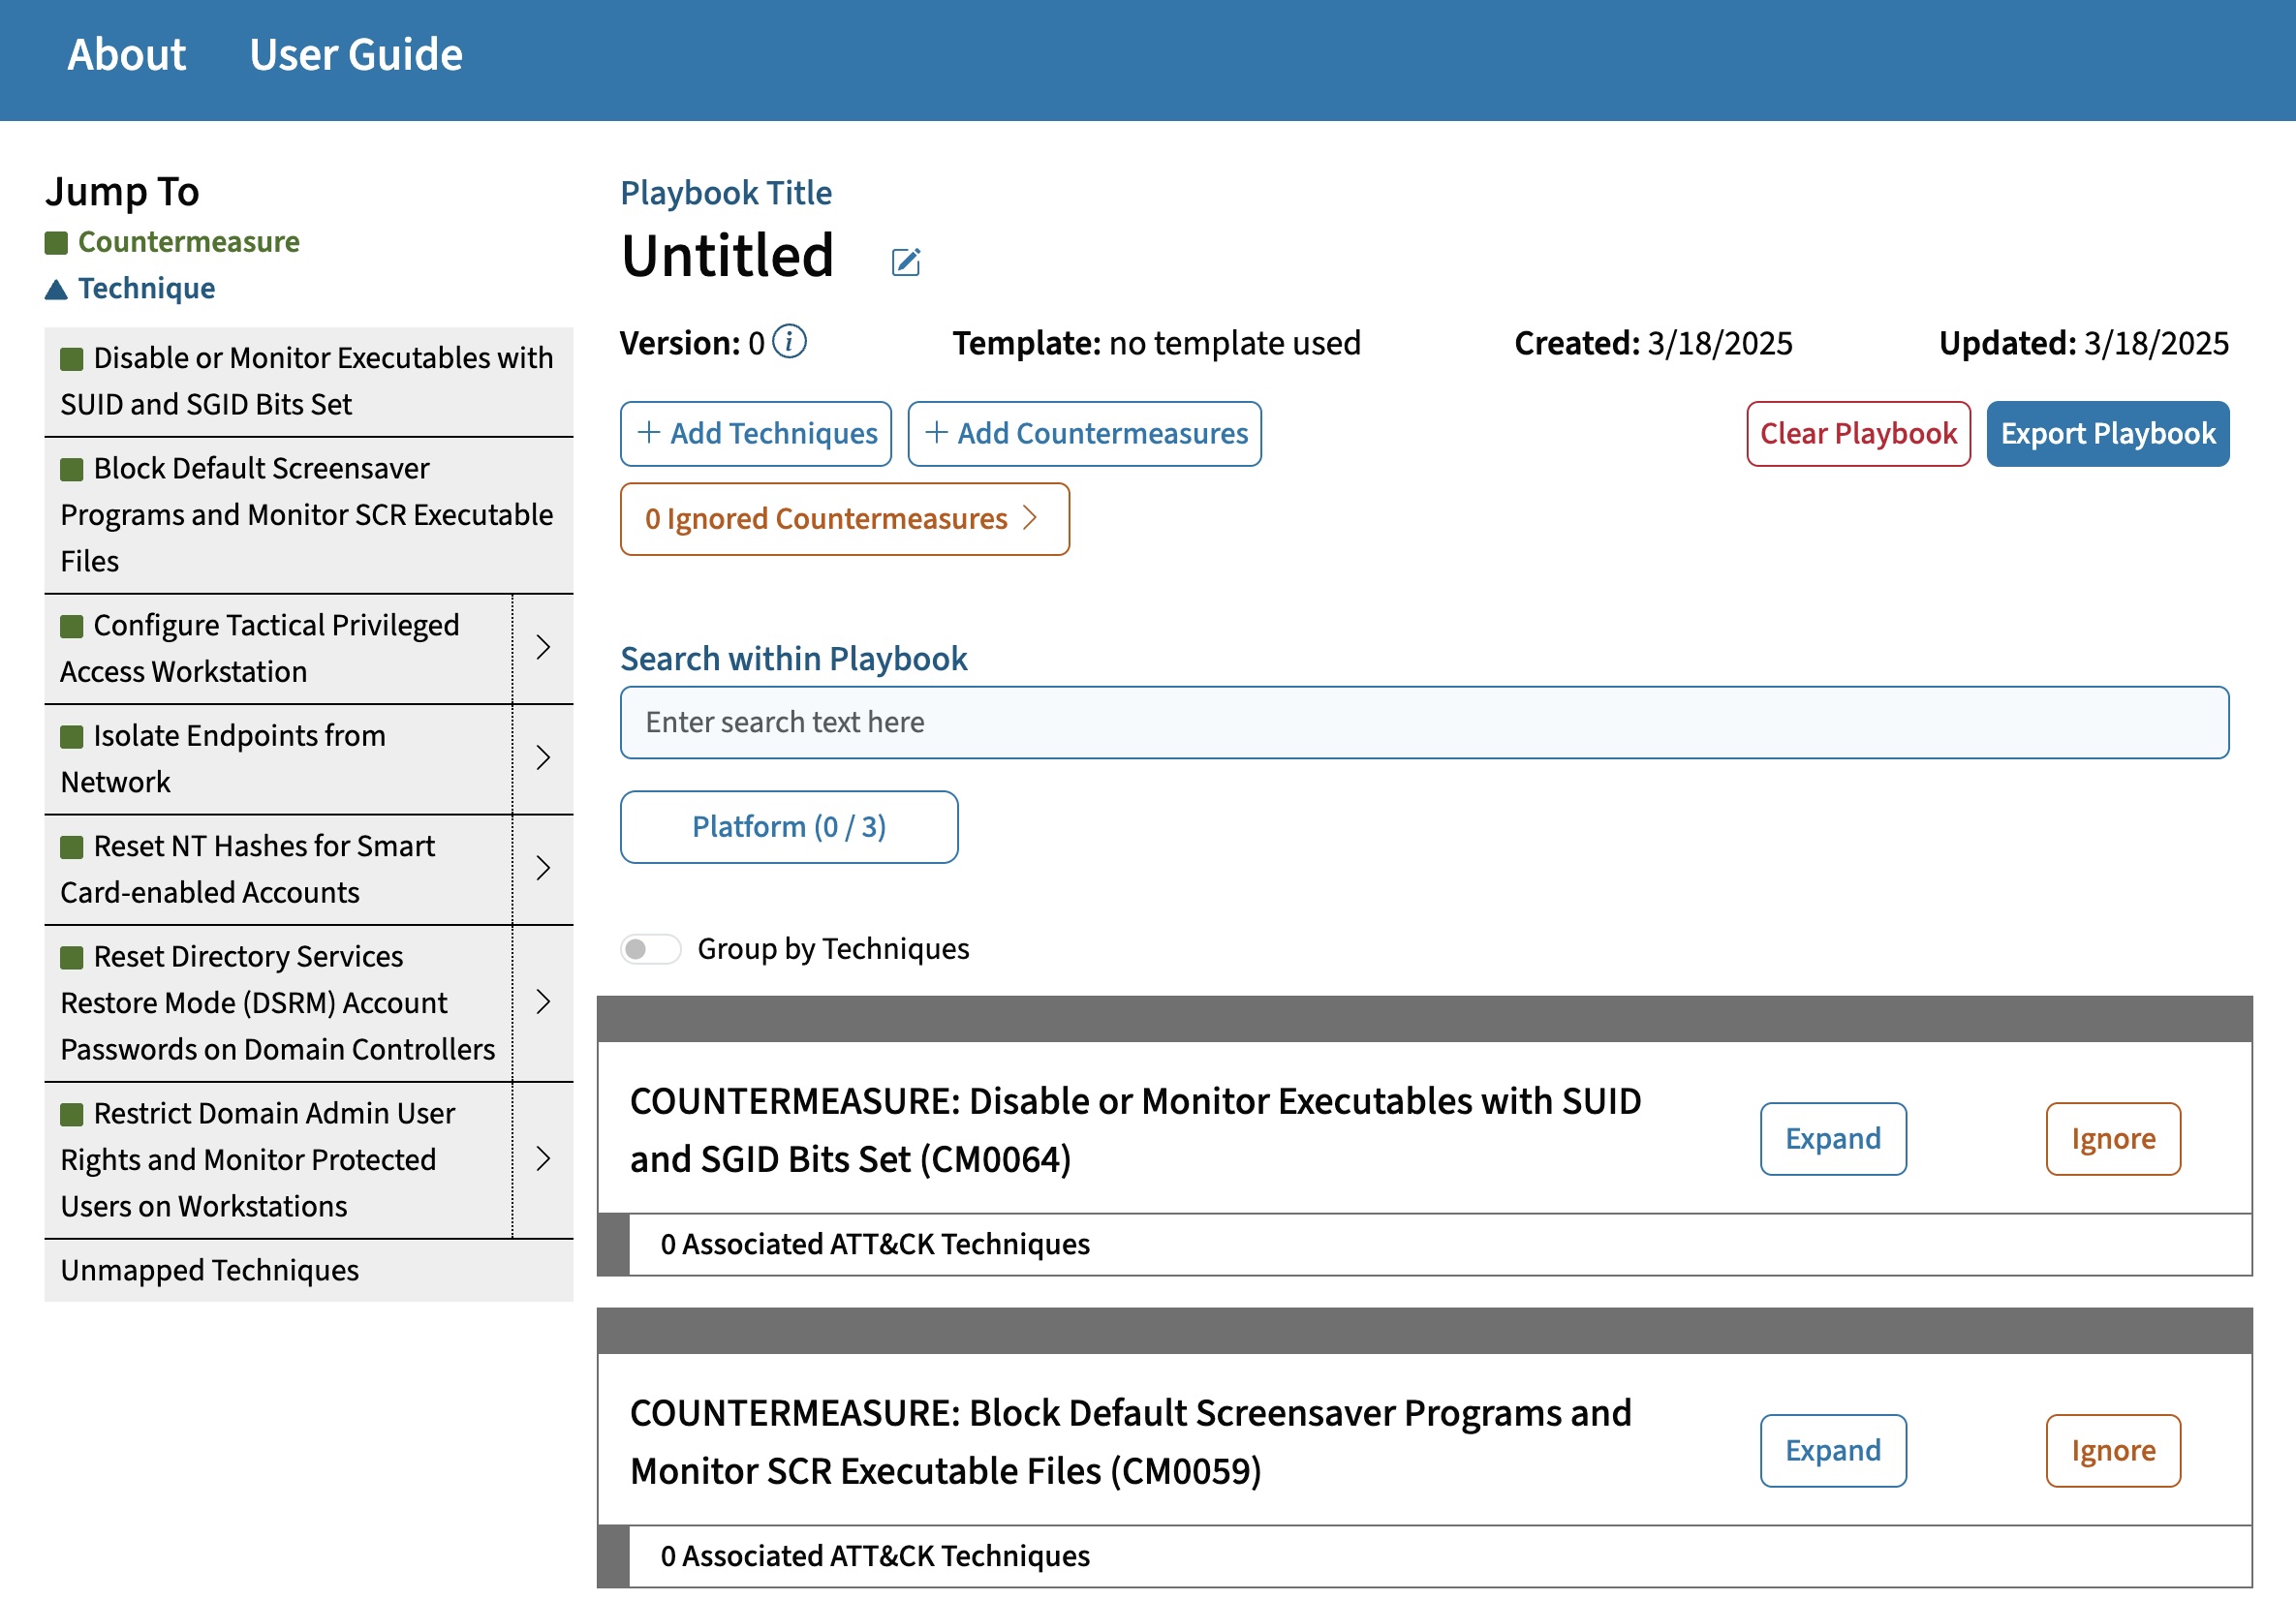 About User Guide
Jump To
Countermeasure
Technique
Disable or Monitor Executables with
SUID and SGID Bits Set
Block Default Screensaver
Programs and Monitor SCR Executable
Files
Configure Tactical Privileged
Access Workstation
Isolate Endpoints from
Network
Reset NT Hashes for Smart
Card-enabled Accounts
Reset Directory Services
Restore Mode (DSRM) Account
Passwords on Domain Controllers
Restrict Domain Admin User
Rights and Monitor Protected
Users on Workstations
Unmapped Techniques
Playbook Title
Untitled
Version: 0 i Template: no template used Created: 3/18/2025 Updated: 3/18/2025
+ Add Techniques + Add Countermeasures Clear Playbook Export Playbook
0 Ignored Countermeasures >
Search within Playbook
Enter search text here
Platform (0 / 3)
Group by Techniques
COUNTERMEASURE: Disable or Monitor Executables with SUID
and SGID Bits Set (CM0064)
Expand Ignore
0 Associated ATT&CK Techniques
COUNTERMEASURE: Block Default Screensaver Programs and
Monitor SCR Executable Files (CM0059)
Expand Ignore
0 Associated ATT&CK Techniques